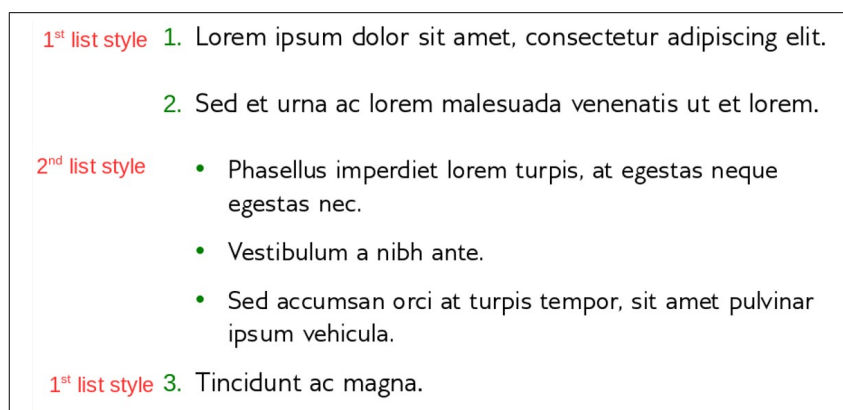 1st list style 1. Lorem ipsum dolor sit amet, consectetur adipiscing elit.
2. Sed et urna ac lorem malesuada venenatis ut et lorem.
2nd list style • Phasellus imperdiet lorem turpis, at egestas neque
egestas nec.
• Vestibulum a nibh ante.
• Sed accumsan orci at turpis tempor, sit amet pulvinar
ipsum vehicula.
1st list style 3. Tincidunt ac magna.